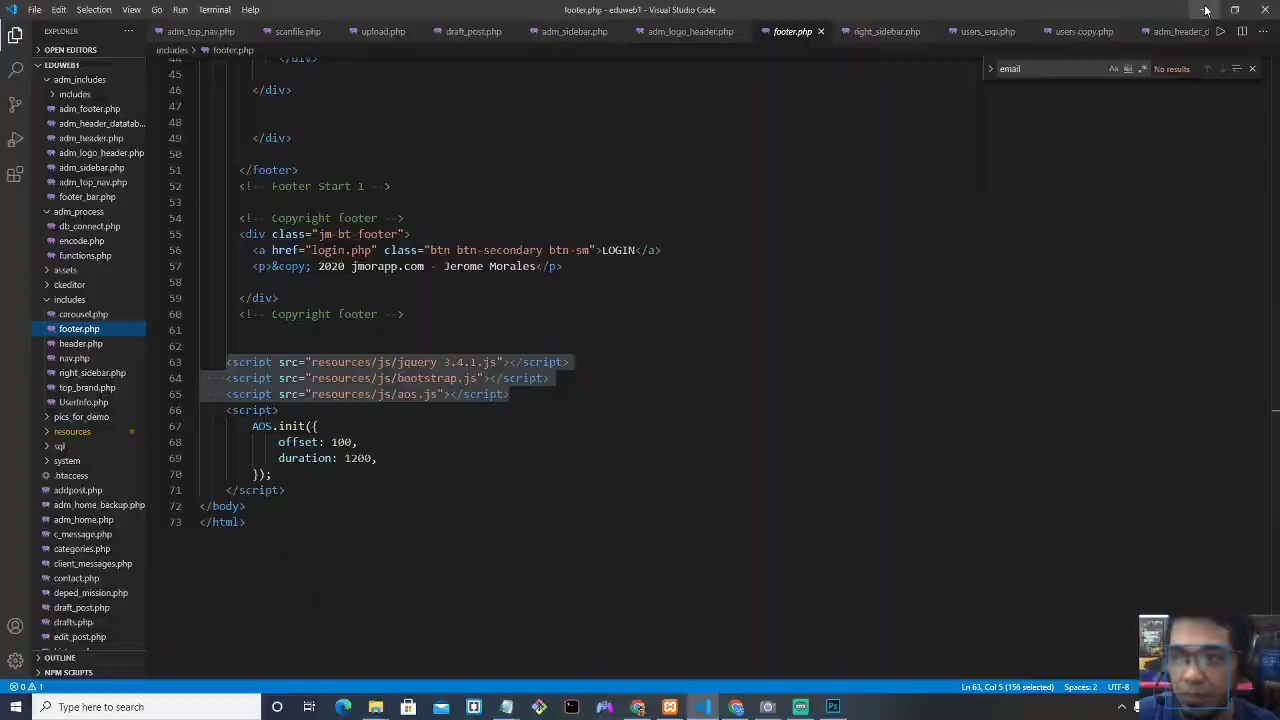 File Edit Selection View Go Run Terminal Help
footer.php - eduweb1 - Visual Studio Code
EXPLORER
adm_top_nav.php scanfile.php upload.php draft_post.php adm_sidebar.php adm_logo_header.php footer.php right_sidebar.php users_exp.php users copy.php adm_header_d
OPEN EDITORS
includes > footer.php
EDUWEB1
email
No results
adm_includes
includes
adm_footer.php
adm_header_datatab...
adm_header.php
adm_logo_header.php
adm_sidebar.php
adm_top_nav.php
footer_bar.php
adm_process
db_connect.php
encode.php
functions.php
assets
ckeditor
includes
carousel.php
footer.php
header.php
nav.php
right_sidebar.php
top_brand.php
UserInfo.php
pics_for_demo
resources
sql
system
.htaccess
addpost.php
adm_home_backup.php
adm_home.php
c_message.php
categories.php
client_messages.php
contact.php
deped_mission.php
draft_post.php
drafts.php
edit_post.php
OUTLINE
NPM SCRIPTS
44 </div>
45
46 </div>
47
48
49 </div>
50
51 </footer>
52 <!-- Footer Start 1 -->
53
54 <!-- Copyright footer -->
55 <div class="jm-bt-footer">
56 <a href="login.php" class="btn btn-secondary btn-sm">LOGIN</a>
57 <p>&copy; 2020 jmorapp.com - Jerome Morales</p>
58
59 </div>
60 <!-- Copyright footer -->
61
62
63 <script src="resources/js/jquery-3.4.1.js"></script>
64 <script src="resources/js/bootstrap.js"></script>
65 <script src="resources/js/aos.js"></script>
66 <script>
67 AOS.init({
68 offset: 100,
69 duration: 1200,
70 });
71 </script>
72 </body>
73 </html>
0 1
Ln 63, Col 5 (156 selected) Spaces: 2 UTF-8
Type here to search